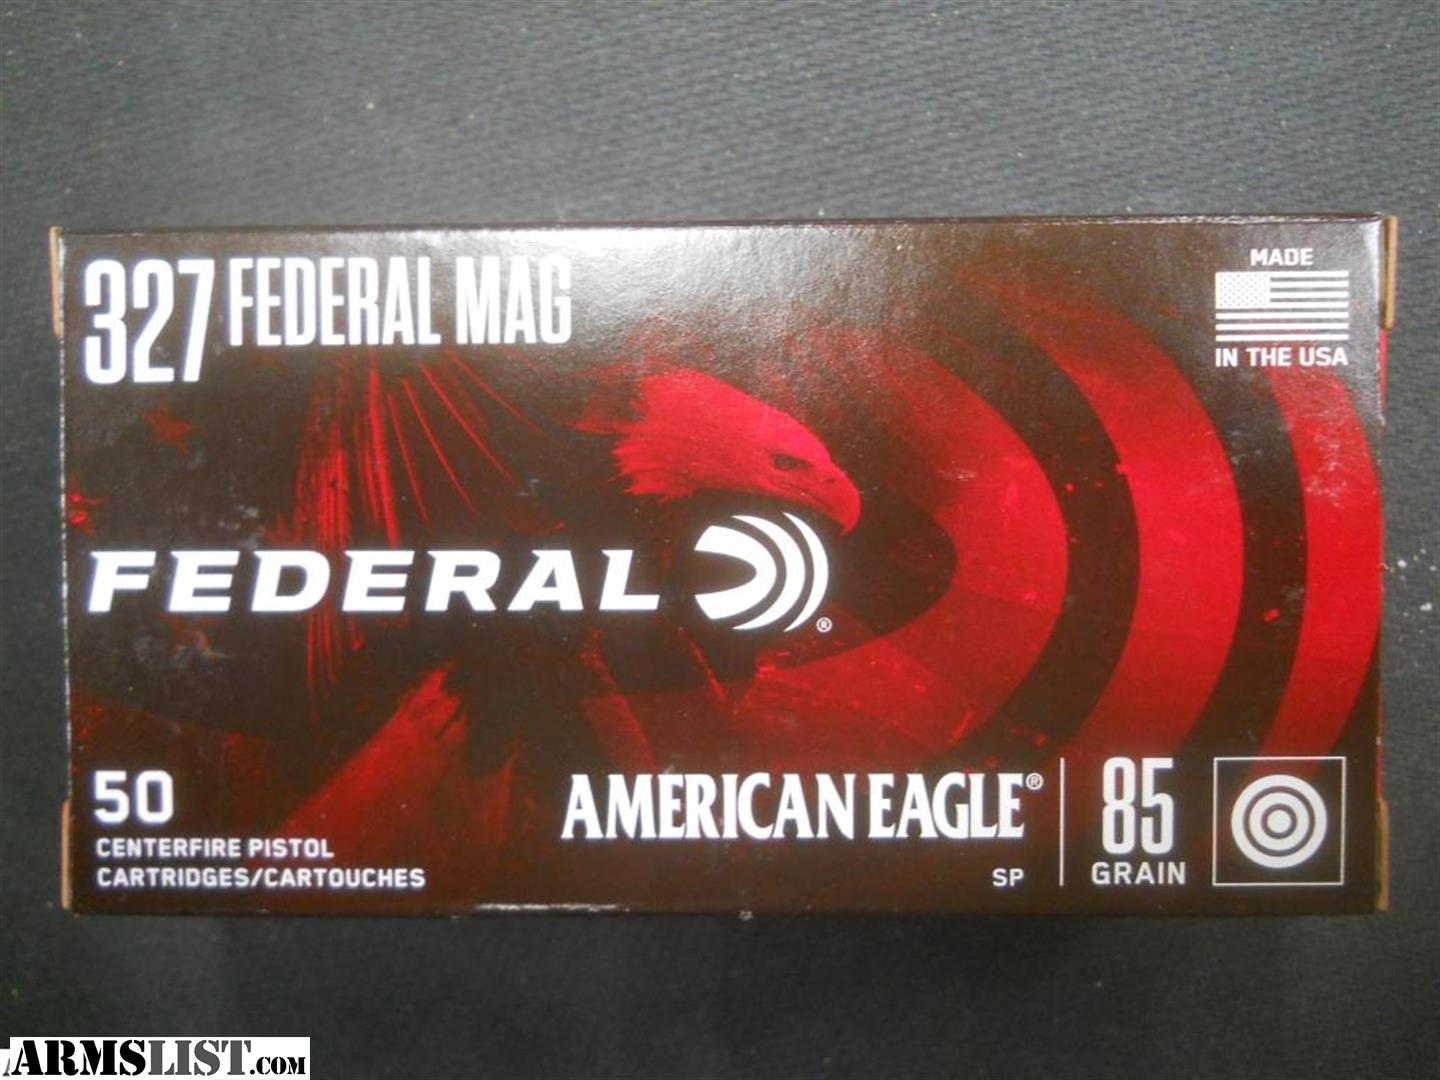 327 FEDERAL MAG
MADE
IN THE USA
FEDERAL®
50
CENTERFIRE PISTOL
CARTRIDGES/CARTOUCHES
AMERICAN EAGLE®
SP
85
GRAIN
ARMSLIST.COM